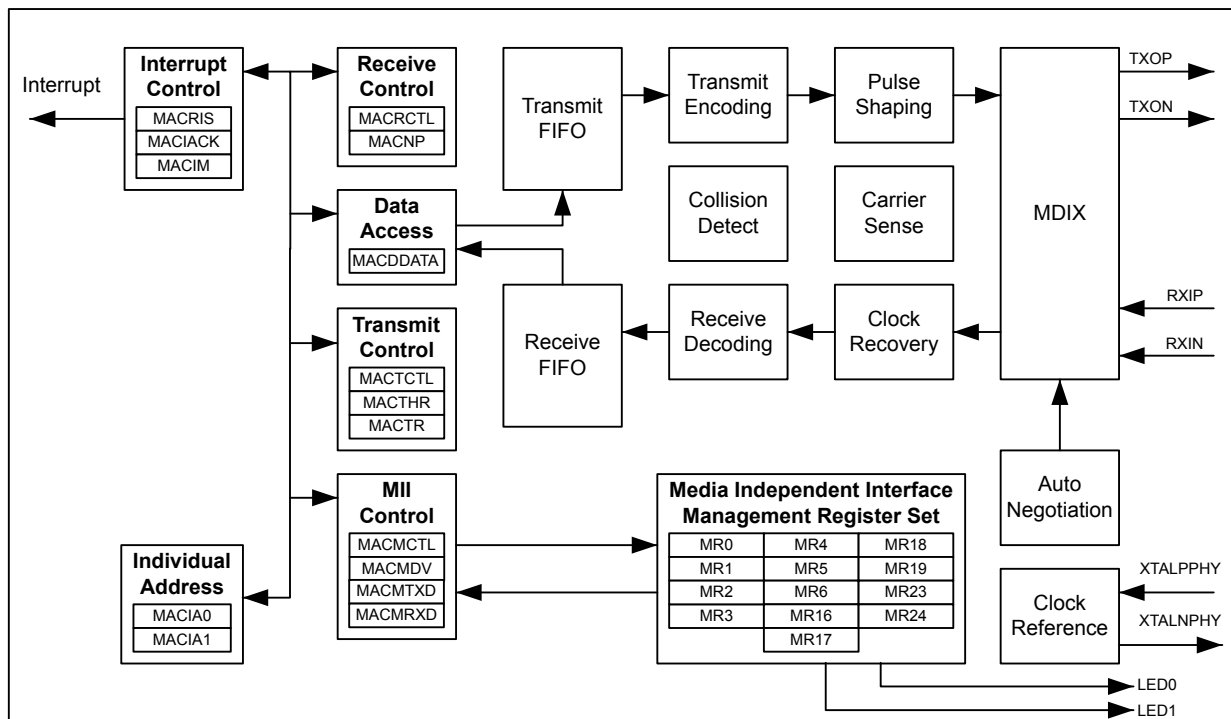 Interrupt
Interrupt
Control
MACRIS
MACIACK
MACIM
Receive
Control
MACRCTL
MACNP
Data
Access
MACDDATA
Transmit
Control
MACTCTL
MACTHR
MACTR
MII
Control
MACMCTL
MACMDV
MACMTXD
MACMRXD
Individual
Address
MACIA0
MACIA1
Transmit
FIFO
Transmit
Encoding
Pulse
Shaping
Collision
Detect
Carrier
Sense
Receive
FIFO
Receive
Decoding
Clock
Recovery
MDIX
TXOP
TXON
RXIP
RXIN
Auto
Negotiation
Media Independent Interface
Management Register Set
MR0 MR4 MR18
MR1 MR5 MR19
MR2 MR6 MR23
MR3 MR16 MR24
MR17
Clock
Reference
XTALPPHY
XTALNPHY
LED0
LED1